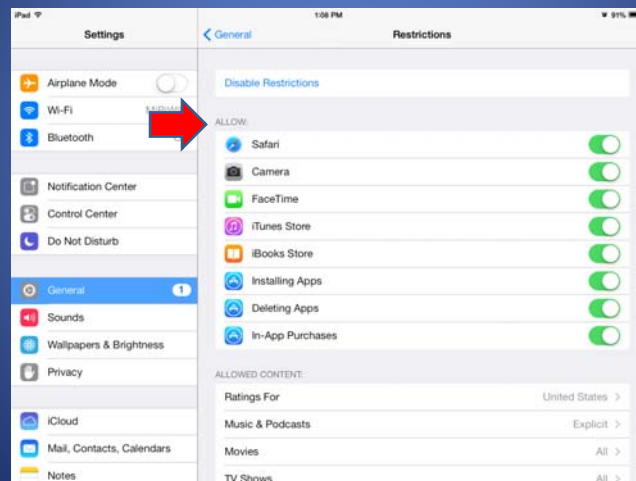 iPad 1:08 PM 91%
Settings
General Restrictions
Airplane Mode
Wi-Fi
Bluetooth
Notification Center
Control Center
Do Not Disturb
General 1
Sounds
Wallpapers & Brightness
Privacy
iCloud
Mail, Contacts, Calendars
Notes
Disable Restrictions
ALLOW:
Safari
Camera
FaceTime
iTunes Store
iBooks Store
Installing Apps
Deleting Apps
In-App Purchases
ALLOWED CONTENT:
Ratings For United States
Music & Podcasts Explicit
Movies All
TV Shows All